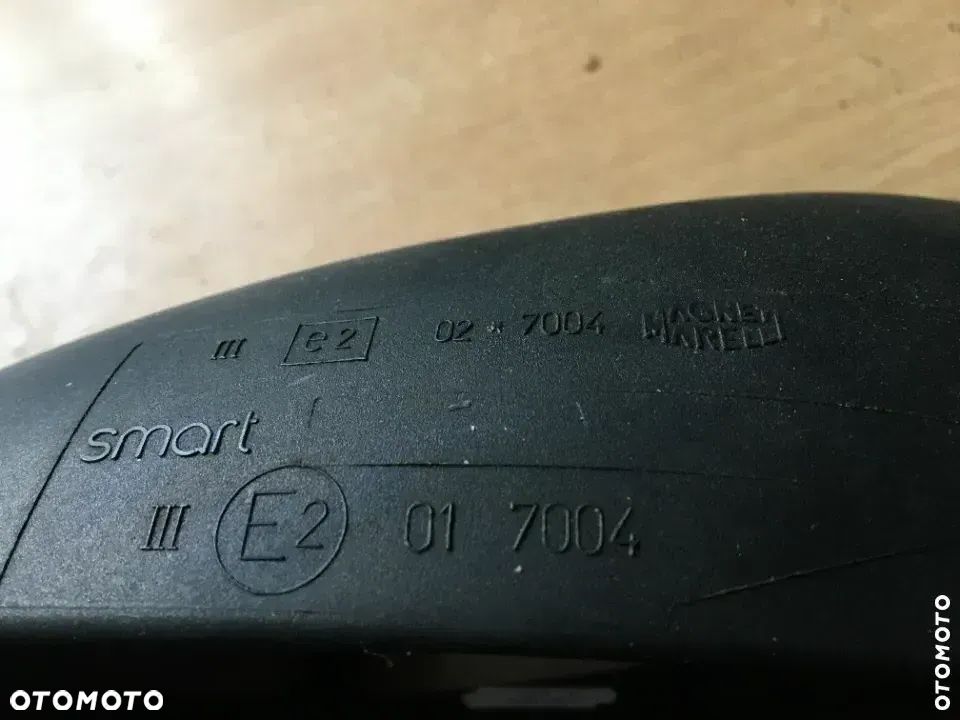 III e2 02 * 7004 MAGNETI
MARELLI
smart
III E2 01 7004
OTOMOTO
OTOMOTO